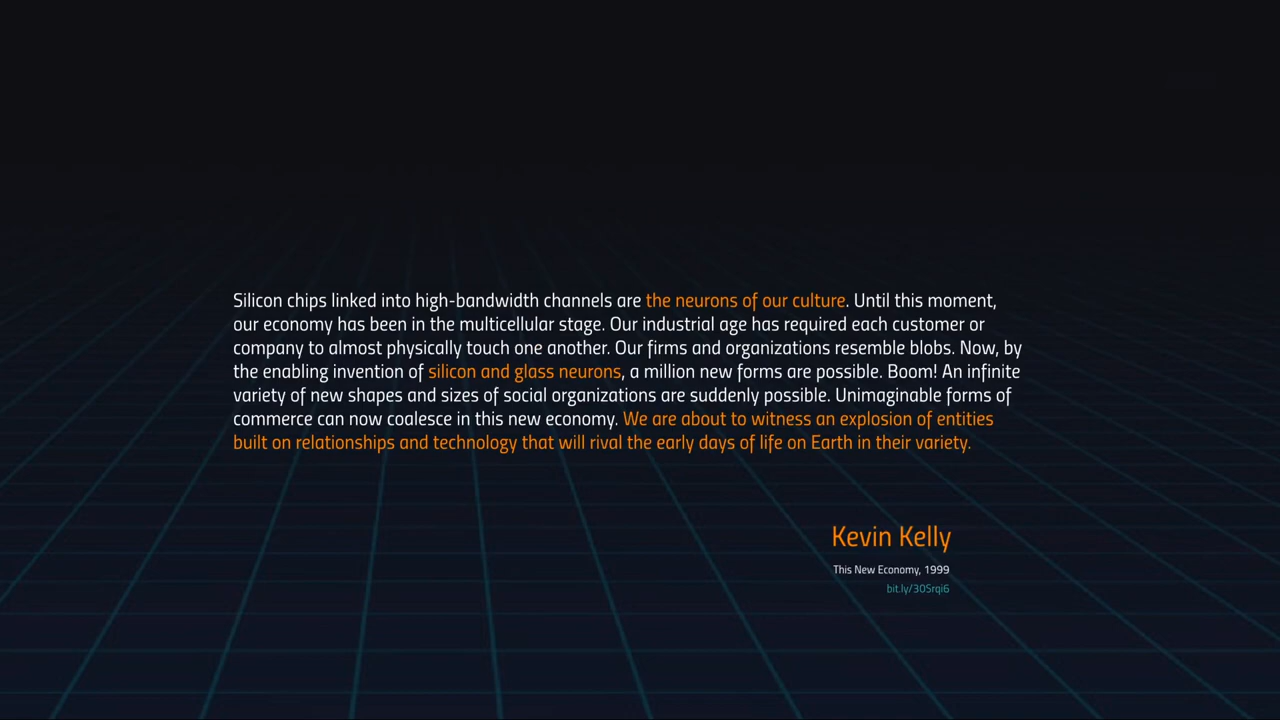 Silicon chips linked into high-bandwidth channels are the neurons of our culture. Until this moment,
our economy has been in the multicellular stage. Our industrial age has required each customer or
company to almost physically touch one another. Our firms and organizations resemble blobs. Now, by
the enabling invention of silicon and glass neurons, a million new forms are possible. Boom! An infinite
variety of new shapes and sizes of social organizations are suddenly possible. Unimaginable forms of
commerce can now coalesce in this new economy. We are about to witness an explosion of entities
built on relationships and technology that will rival the early days of life on Earth in their variety.
Kevin Kelly
This New Economy, 1999
bit.ly/30Srqi6